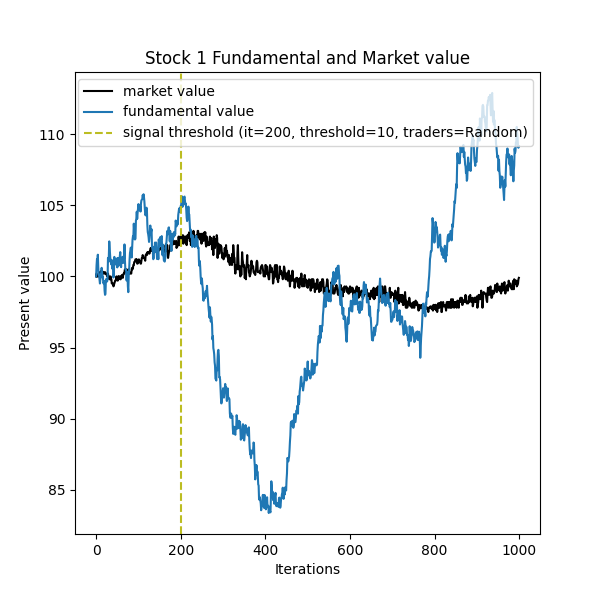 Stock 1 Fundamental and Market value
market value
fundamental value
signal threshold (it=200, threshold=10, traders=Random)
110
105
100
95
90
85
Present value
0 200 400 600 800 1000
Iterations